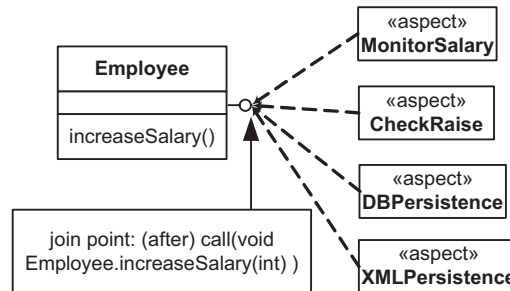 Employee
increaseSalary()
join point: (after) call(void
Employee.increaseSalary(int) )
«aspect»
MonitorSalary
«aspect»
CheckRaise
«aspect»
DBPersistence
«aspect»
XMLPersistence